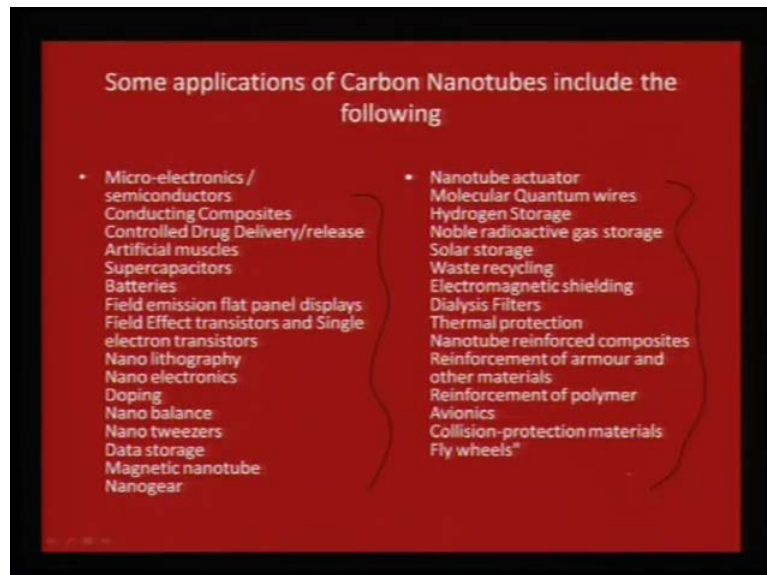 Some applications of Carbon Nanotubes include the
following
• Micro-electronics /
semiconductors
Conducting Composites
Controlled Drug Delivery/release
Artificial muscles
Supercapacitors
Batteries
Field emission flat panel displays
Field Effect transistors and Single
electron transistors
Nano lithography
Nano electronics
Doping
Nano balance
Nano tweezers
Data storage
Magnetic nanotube
Nanogear
• Nanotube actuator
Molecular Quantum wires
Hydrogen Storage
Noble radioactive gas storage
Solar storage
Waste recycling
Electromagnetic shielding
Dialysis Filters
Thermal protection
Nanotube reinforced composites
Reinforcement of armour and
other materials
Reinforcement of polymer
Avionics
Collision-protection materials
Fly wheels"